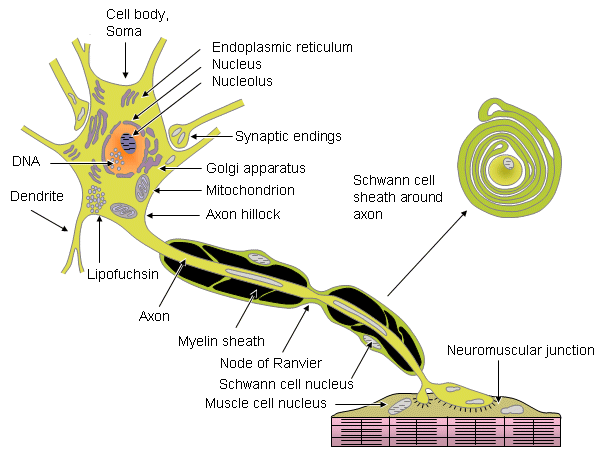 Cell body,
Soma
Endoplasmic reticulum
Nucleus
Nucleolus
Synaptic endings
DNA
Golgi apparatus
Mitochondrion
Dendrite
Axon hillock
Schwann cell
sheath around
axon
Lipofuchsin
Axon
Myelin sheath
Node of Ranvier
Neuromuscular junction
Schwann cell nucleus
Muscle cell nucleus